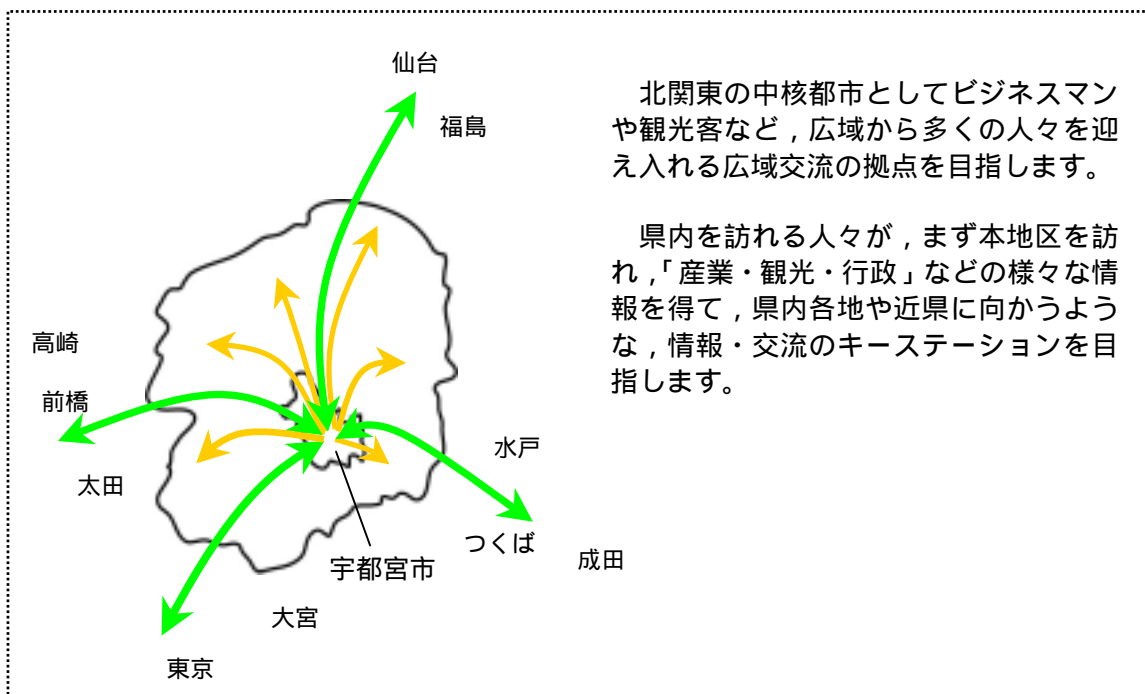 仙台
福島
高崎
前橋
太田
水戸
つくば
成田
宇都宮市
大宮
東京
　北関東の中核都市としてビジネスマン
や観光客など，広域から多くの人々を迎
え入れる広域交流の拠点を目指します。
　県内を訪れる人々が，まず本地区を訪
れ，「産業・観光・行政」などの様々な情
報を得て，県内各地や近県に向かうよう
な，情報・交流のキーステーションを目
指します。